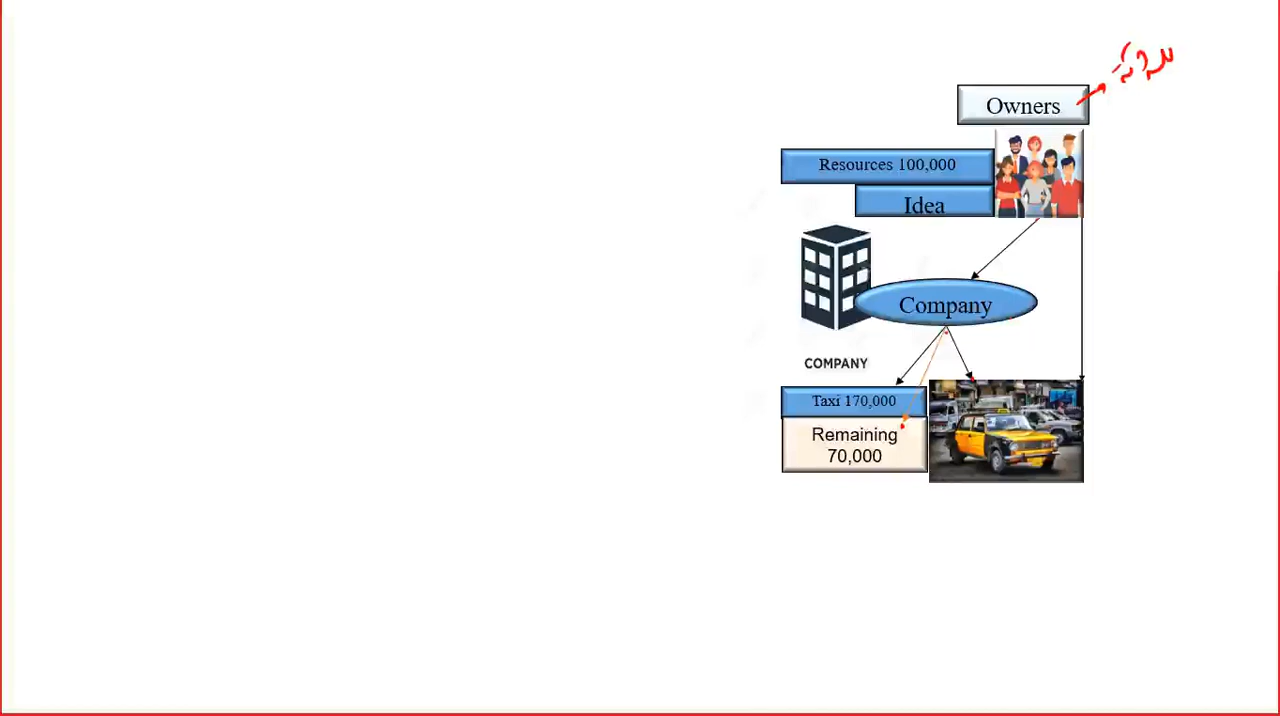 Owners
Resources 100,000
Idea
Company
COMPANY
Taxi 170,000
Remaining
70,000